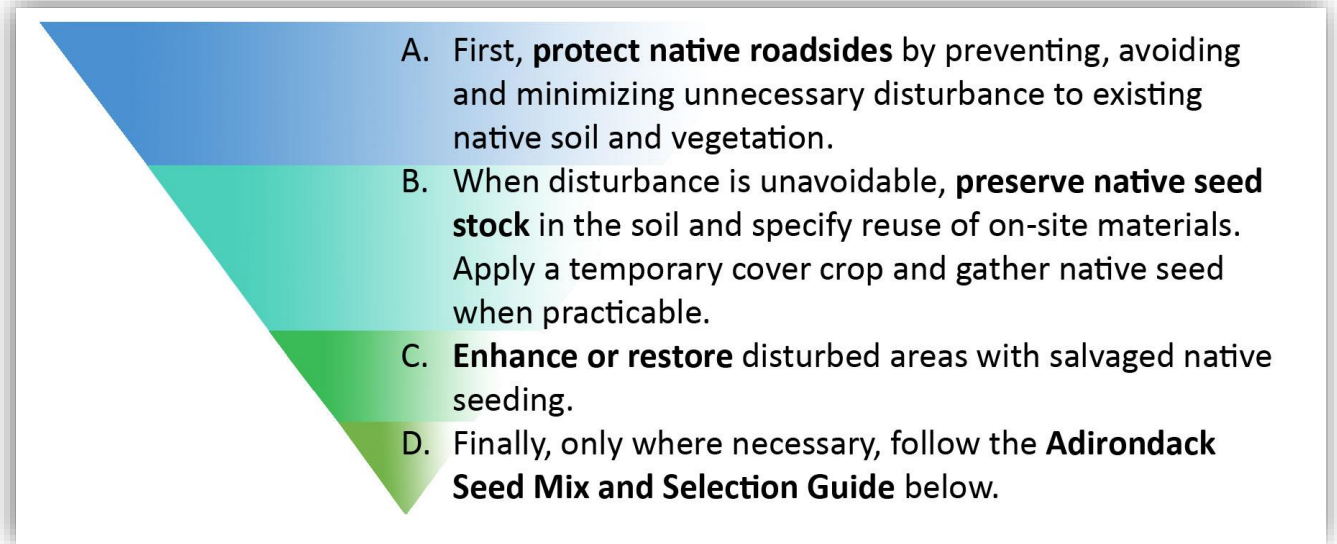 A. First, protect native roadsides by preventing, avoiding
and minimizing unnecessary disturbance to existing
native soil and vegetation.
B. When disturbance is unavoidable, preserve native seed
stock in the soil and specify reuse of on-site materials.
Apply a temporary cover crop and gather native seed
when practicable.
C. Enhance or restore disturbed areas with salvaged native
seeding.
D. Finally, only where necessary, follow the Adirondack
Seed Mix and Selection Guide below.